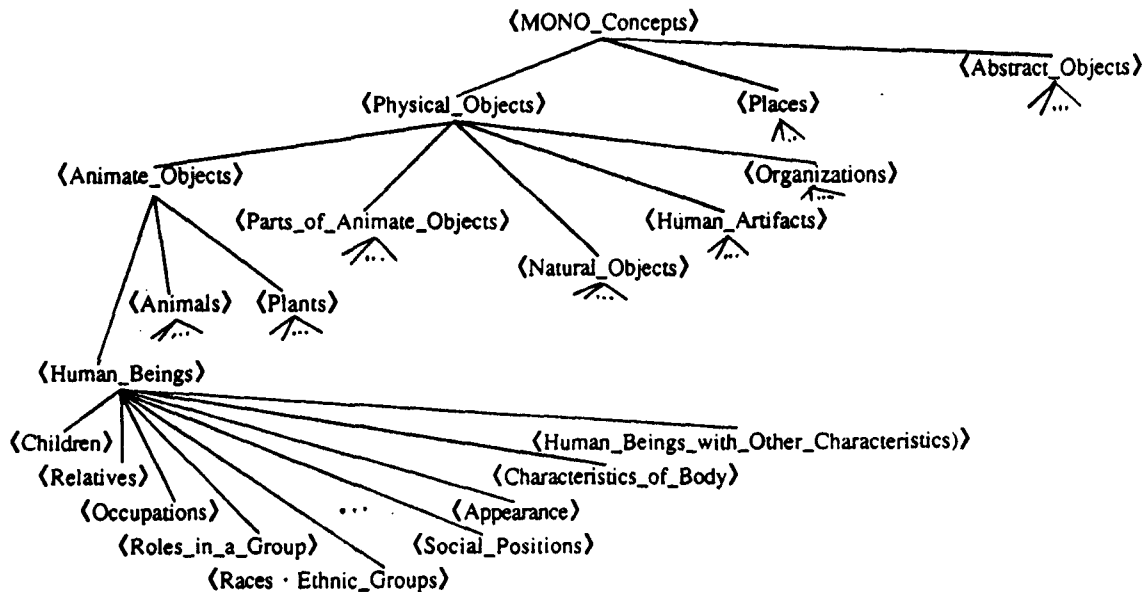 《MONO_Concepts》
《Abstract_Objects》
...
《Physical_Objects》
《Places》
...
《Animate_Objects》
《Organizations》
...
《Parts_of_Animate_Objects》
...
《Human_Artifacts》
...
《Natural_Objects》
...
《Animals》
...
《Plants》
...
《Human_Beings》
《Children》
《Human_Beings_with_Other_Characteristics)》
《Relatives》
《Characteristics_of_Body》
《Occupations》
...
《Appearance》
《Roles_in_a_Group》
《Social_Positions》
《Races · Ethnic_Groups》